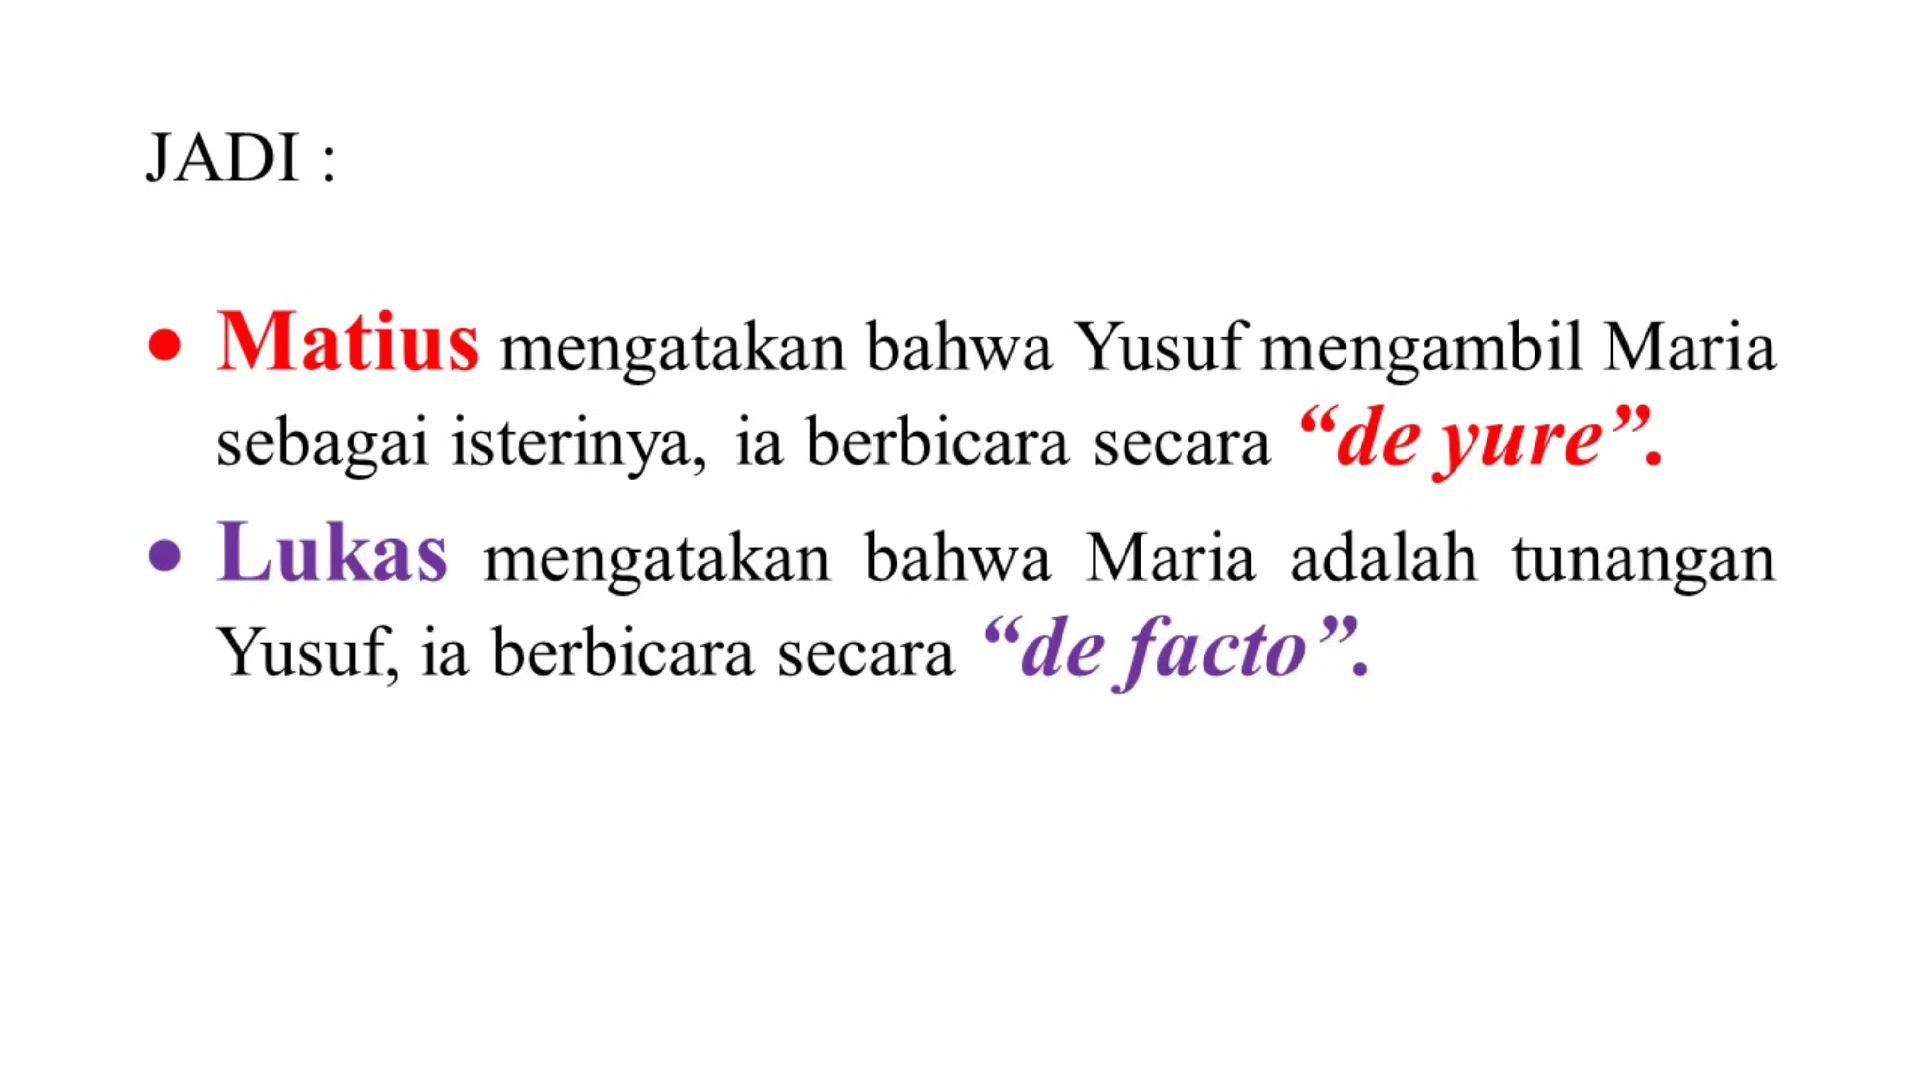 JADI :
• Matius mengatakan bahwa Yusuf mengambil Maria
sebagai isterinya, ia berbicara secara “de yure”.
• Lukas mengatakan bahwa Maria adalah tunangan
Yusuf, ia berbicara secara “de facto”.